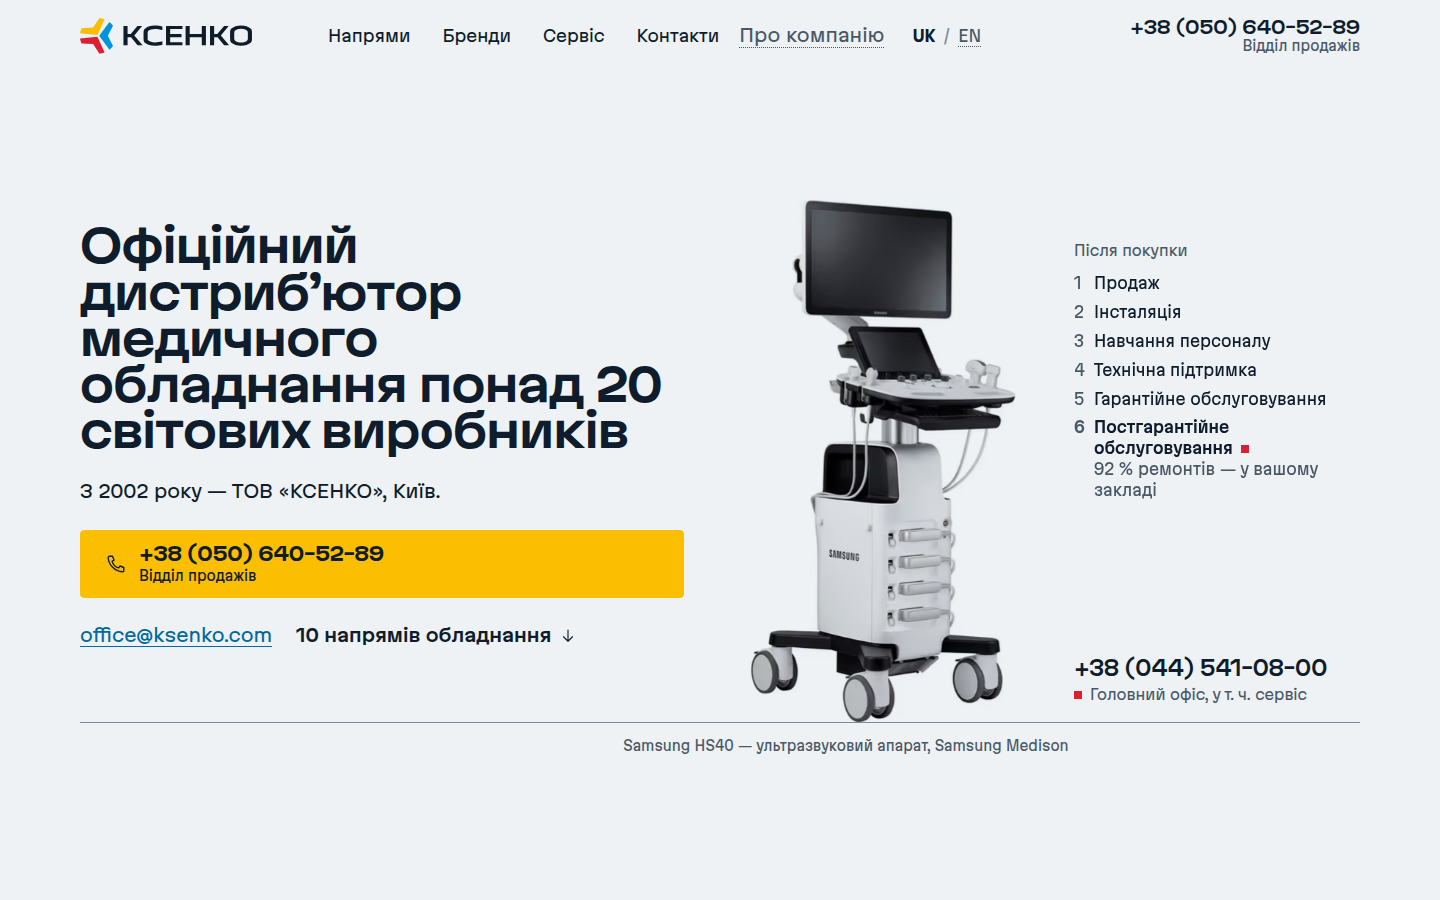 КСЕНКО
Напрями Бренди Сервіс Контакти Про компанію UK / EN
+38 (050) 640-52-89
Відділ продажів
Офіційний
дистриб’ютор
медичного
обладнання понад 20
світових виробників
З 2002 року — ТОВ «КСЕНКО», Київ.
+38 (050) 640-52-89
Відділ продажів
office@ksenko.com 10 напрямів обладнання ↓
SAMSUNG
Після покупки
1 Продаж
2 Інсталяція
3 Навчання персоналу
4 Технічна підтримка
5 Гарантійне обслуговування
6 Постгарантійне
обслуговування
92 % ремонтів — у вашому
закладі
+38 (044) 541-08-00
Головний офіс, у т. ч. сервіс
Samsung HS40 — ультразвуковий апарат, Samsung Medison